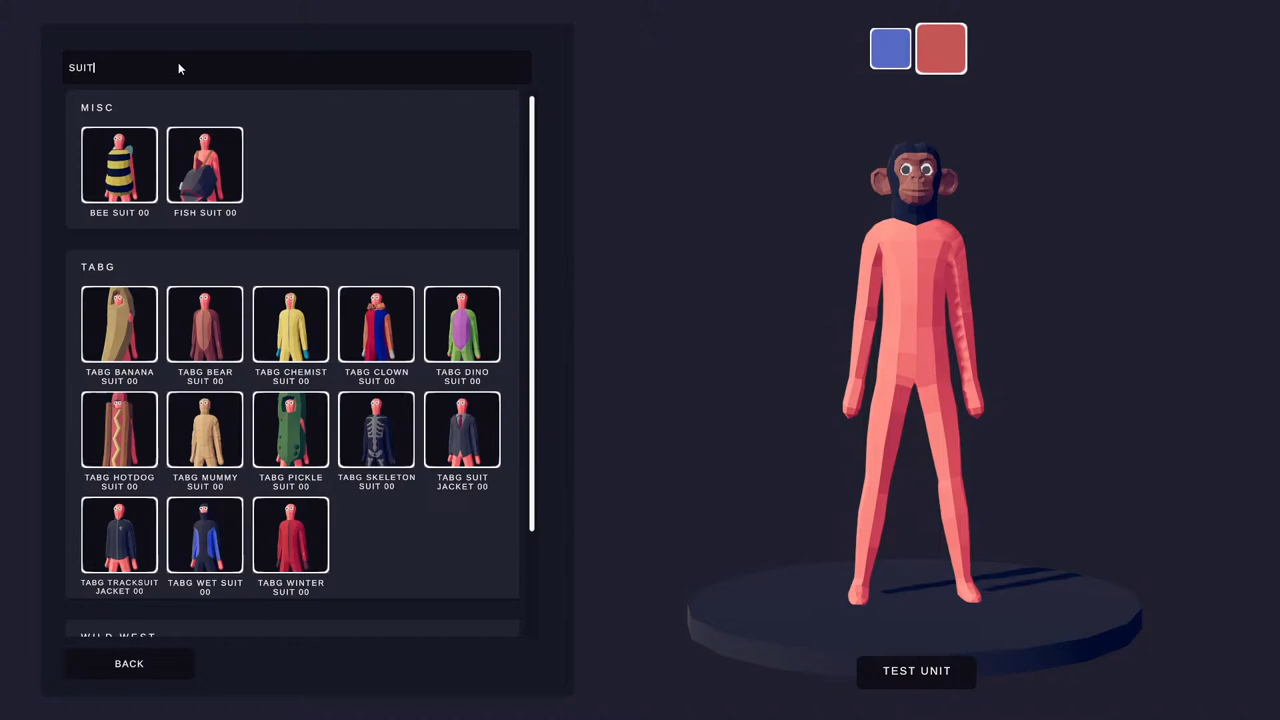 SUIT
MISC
BEE SUIT 00
FISH SUIT 00
TABG
TABG BANANA
SUIT 00
TABG BEAR
SUIT 00
TABG CHEMIST
SUIT 00
TABG CLOWN
SUIT 00
TABG DINO
SUIT 00
TABG HOTDOG
SUIT 00
TABG MUMMY
SUIT 00
TABG PICKLE
SUIT 00
TABG SKELETON
SUIT 00
TABG SUIT
JACKET 00
TABG TRACKSUIT
JACKET 00
TABG WET SUIT
00
TABG WINTER
SUIT 00
WILD WEST
BACK
TEST UNIT